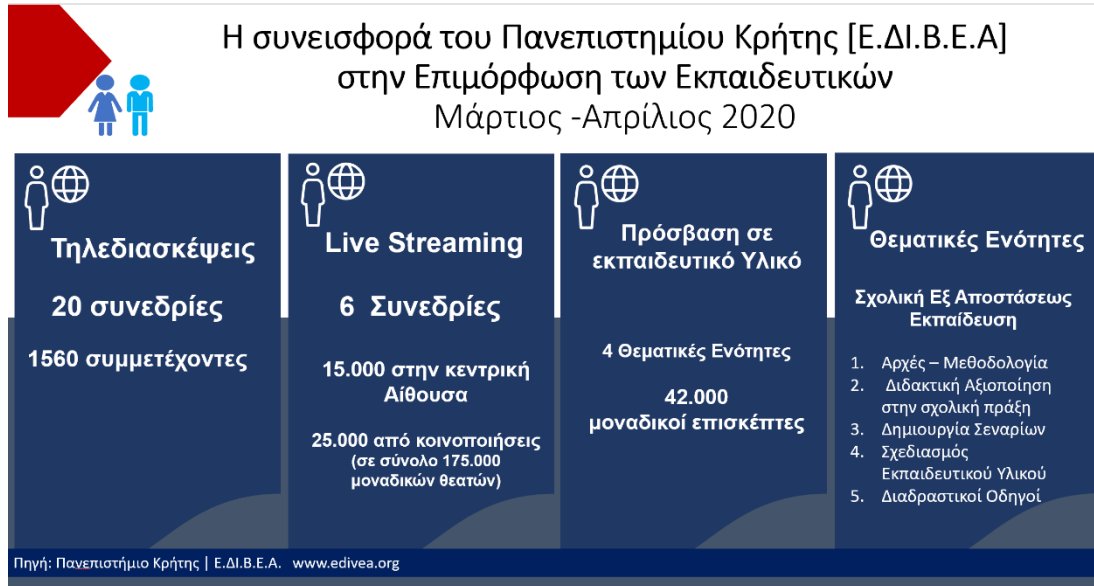 Η συνεισφορά του Πανεπιστημίου Κρήτης [Ε.ΔΙ.Β.Ε.Α]
στην Επιμόρφωση των Εκπαιδευτικών
Μάρτιος -Απρίλιος 2020
Τηλεδιασκέψεις
20 συνεδρίες
1560 συμμετέχοντες
Live Streaming
6 Συνεδρίες
15.000 στην κεντρική
Αίθουσα
25.000 από κοινοποιήσεις
(σε σύνολο 175.000
μοναδικών θεατών)
Πρόσβαση σε
εκπαιδευτικό Υλικό
4 Θεματικές Ενότητες
42.000
μοναδικοί επισκέπτες
Θεματικές Ενότητες
Σχολική Εξ Αποστάσεως
Εκπαίδευση
1. Αρχές – Μεθοδολογία
2. Διδακτική Αξιοποίηση
στην σχολική πράξη
3. Δημιουργία Σεναρίων
4. Σχεδιασμός
Εκπαιδευτικού Υλικού
5. Διαδραστικοί Οδηγοί
Πηγή: Πανεπιστήμιο Κρήτης | Ε.ΔΙ.Β.Ε.Α. www.edivea.org